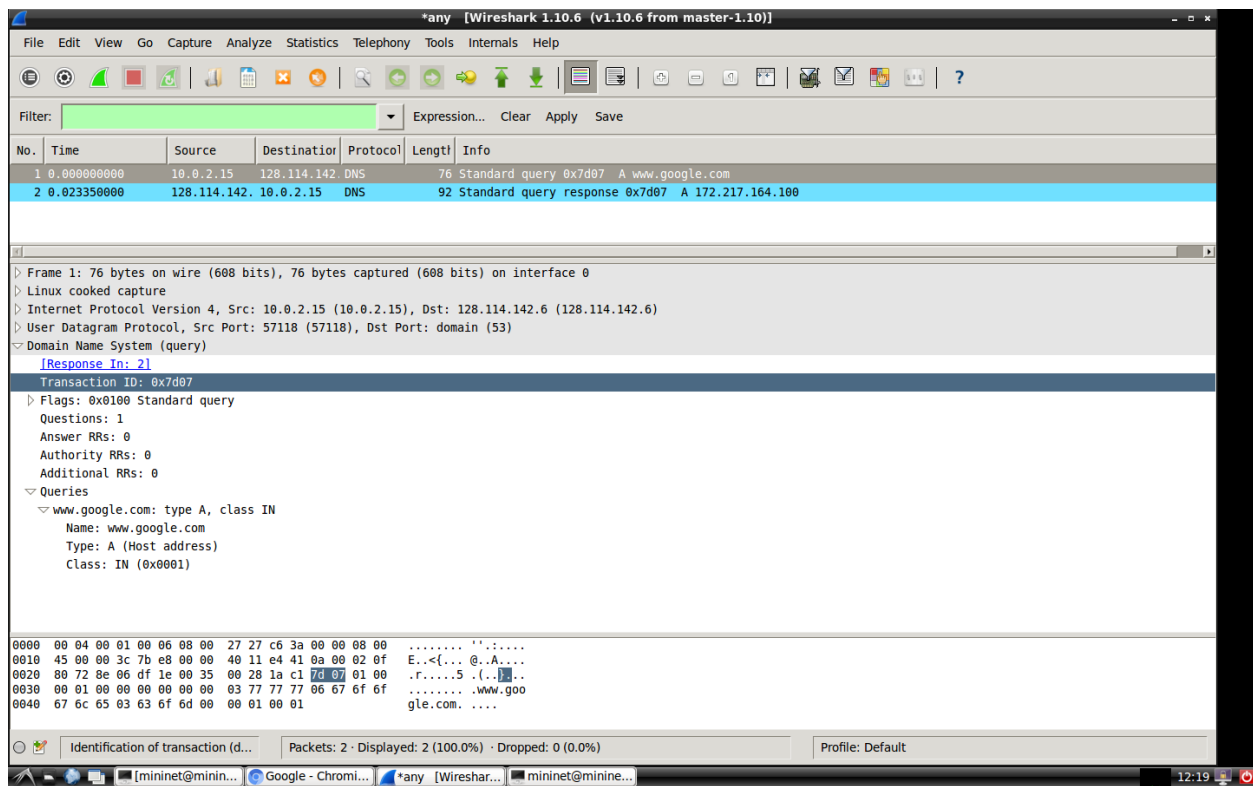 *any [Wireshark 1.10.6 (v1.10.6 from master-1.10)]
File Edit View Go Capture Analyze Statistics Telephony Tools Internals Help
Filter: Expression... Clear Apply Save
No. Time Source Destination Protocol Length Info
1 0.000000000 10.0.2.15 128.114.142. DNS 76 Standard query 0x7d07 A www.google.com
2 0.023350000 128.114.142. 10.0.2.15 DNS 92 Standard query response 0x7d07 A 172.217.164.100
Frame 1: 76 bytes on wire (608 bits), 76 bytes captured (608 bits) on interface 0
Linux cooked capture
Internet Protocol Version 4, Src: 10.0.2.15 (10.0.2.15), Dst: 128.114.142.6 (128.114.142.6)
User Datagram Protocol, Src Port: 57118 (57118), Dst Port: domain (53)
Domain Name System (query)
[Response In: 2]
Transaction ID: 0x7d07
Flags: 0x0100 Standard query
Questions: 1
Answer RRs: 0
Authority RRs: 0
Additional RRs: 0
Queries
www.google.com: type A, class IN
Name: www.google.com
Type: A (Host address)
Class: IN (0x0001)
0000 00 04 00 01 00 06 08 00 27 27 c6 3a 00 00 08 00 ........ ''.:....
0010 45 00 00 3c 7b e8 00 00 40 11 e4 41 0a 00 02 0f E..<{... @..A....
0020 80 72 8e 06 df 1e 00 35 00 28 1a c1 7d 07 01 00 .r.....5 .(..}...
0030 00 01 00 00 00 00 00 00 03 77 77 77 06 67 6f 6f ........ .www.goo
0040 67 6c 65 03 63 6f 6d 00 00 01 00 01 gle.com. ....
Identification of transaction (d... Packets: 2 · Displayed: 2 (100.0%) · Dropped: 0 (0.0%) Profile: Default
[mininet@minin... Google - Chromi... *any [Wireshar... mininet@minine... 12:19